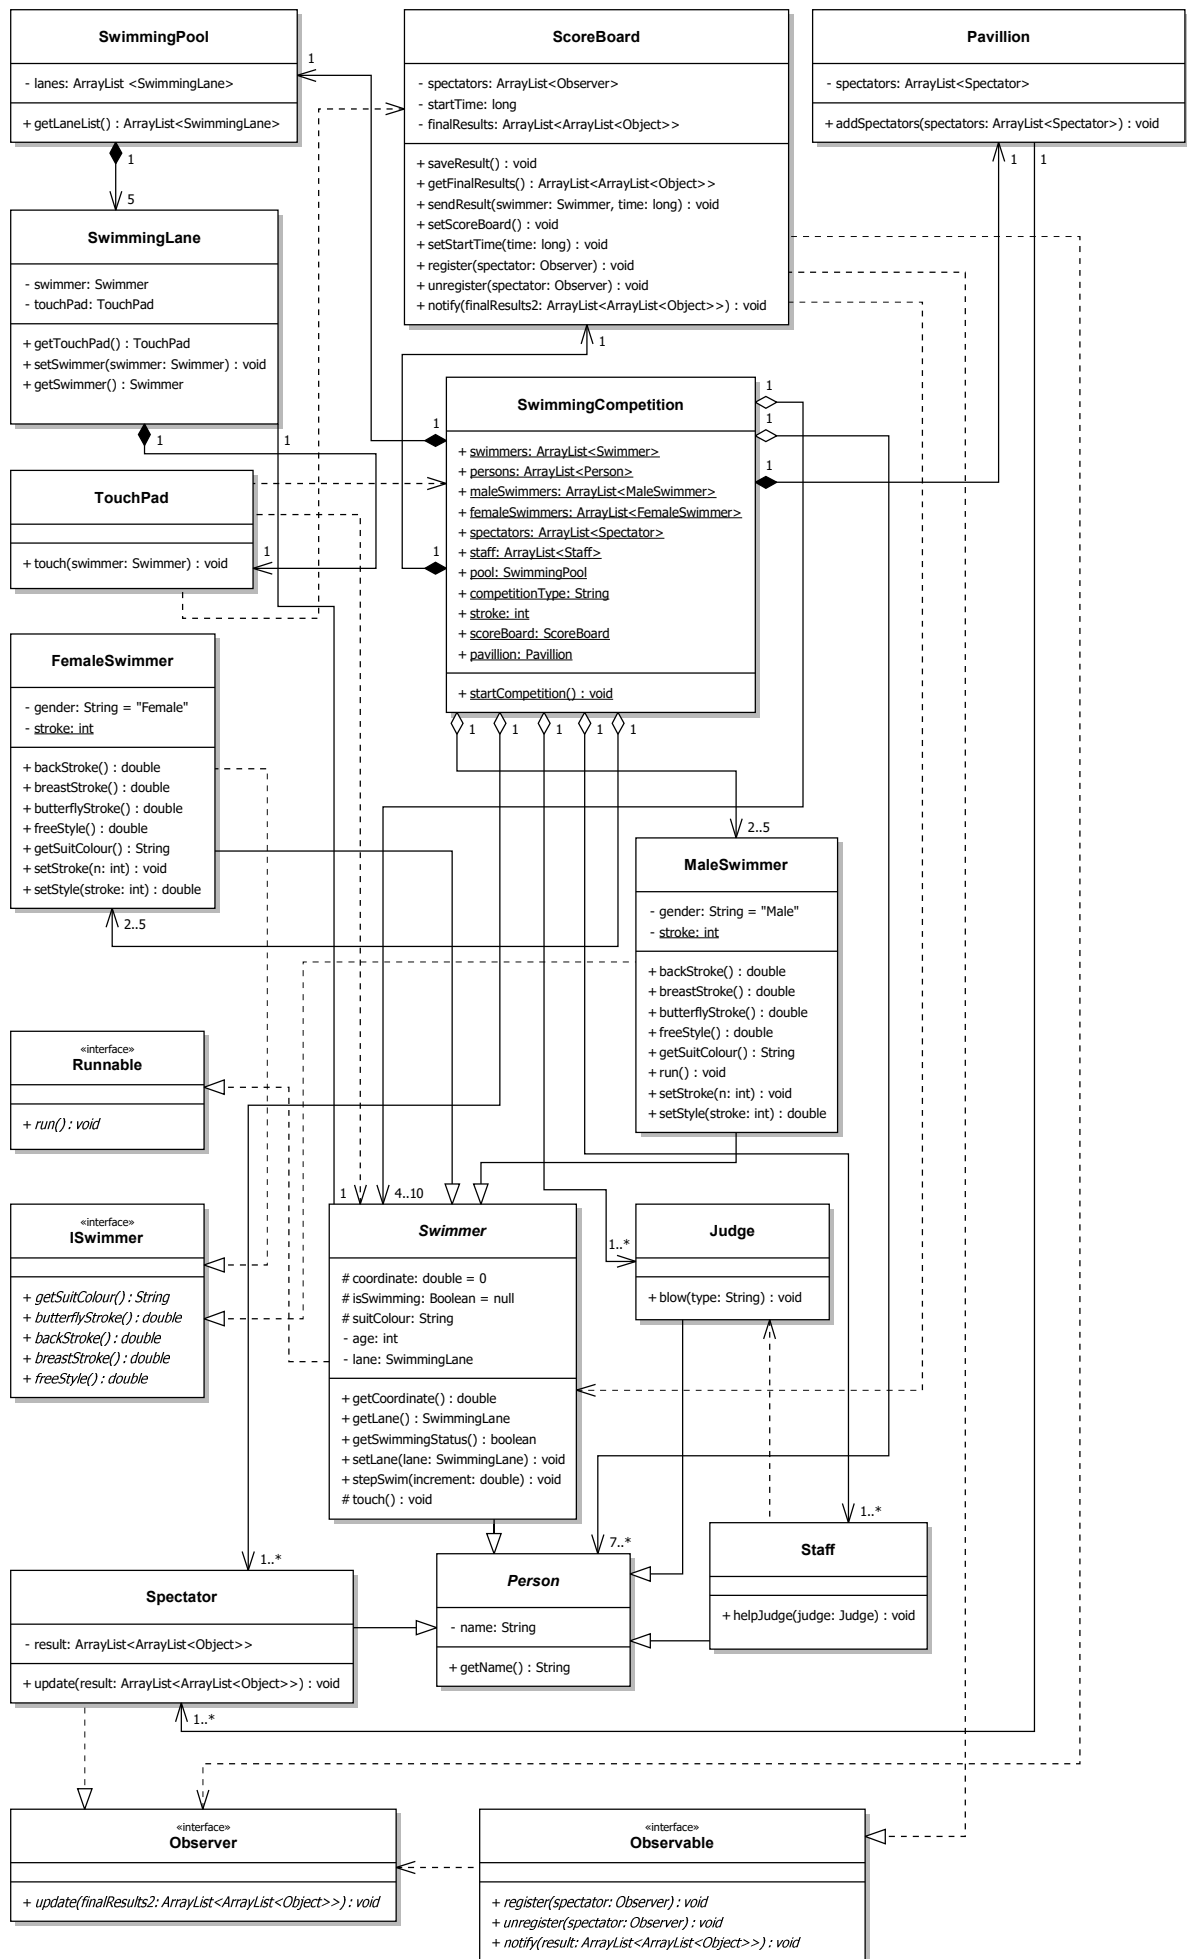 SwimmingPool
- lanes: ArrayList <SwimmingLane>
+ getLaneList() : ArrayList<SwimmingLane>
1
1
5
ScoreBoard
- spectators: ArrayList<Observer>
- startTime: long
- finalResults: ArrayList<ArrayList<Object>>
+ saveResult() : void
+ getFinalResults() : ArrayList<ArrayList<Object>>
+ sendResult(swimmer: Swimmer, time: long) : void
+ setScoreBoard() : void
+ setStartTime(time: long) : void
+ register(spectator: Observer) : void
+ unregister(spectator: Observer) : void
+ notify(finalResults2: ArrayList<ArrayList<Object>>) : void
1
Pavillion
- spectators: ArrayList<Spectator>
+ addSpectators(spectators: ArrayList<Spectator>) : void
1
1
SwimmingLane
- swimmer: Swimmer
- touchPad: TouchPad
+ getTouchPad() : TouchPad
+ setSwimmer(swimmer: Swimmer) : void
+ getSwimmer() : Swimmer
1
1
SwimmingCompetition
+ swimmers: ArrayList<Swimmer>
+ persons: ArrayList<Person>
+ maleSwimmers: ArrayList<MaleSwimmer>
+ femaleSwimmers: ArrayList<FemaleSwimmer>
+ spectators: ArrayList<Spectator>
+ staff: ArrayList<Staff>
+ pool: SwimmingPool
+ competitionType: String
+ stroke: int
+ scoreBoard: ScoreBoard
+ pavillion: Pavillion
+ startCompetition() : void
1
1
1
1
1
1
1
1
1
1
TouchPad
+ touch(swimmer: Swimmer) : void
1
FemaleSwimmer
- gender: String = "Female"
- stroke: int
+ backStroke() : double
+ breastStroke() : double
+ butterflyStroke() : double
+ freeStyle() : double
+ getSuitColour() : String
+ setStroke(n: int) : void
+ setStyle(stroke: int) : double
2..5
2..5
MaleSwimmer
- gender: String = "Male"
- stroke: int
+ backStroke() : double
+ breastStroke() : double
+ butterflyStroke() : double
+ freeStyle() : double
+ getSuitColour() : String
+ run() : void
+ setStroke(n: int) : void
+ setStyle(stroke: int) : double
«interface»
Runnable
+ run() : void
«interface»
ISwimmer
+ getSuitColour() : String
+ butterflyStroke() : double
+ backStroke() : double
+ breastStroke() : double
+ freeStyle() : double
1
4..10
Swimmer
# coordinate: double = 0
# isSwimming: Boolean = null
# suitColour: String
- age: int
- lane: SwimmingLane
+ getCoordinate() : double
+ getLane() : SwimmingLane
+ getSwimmingStatus() : boolean
+ setLane(lane: SwimmingLane) : void
+ stepSwim(increment: double) : void
# touch() : void
1..*
Judge
+ blow(type: String) : void
1..*
Staff
+ helpJudge(judge: Judge) : void
7..*
Person
- name: String
+ getName() : String
1..*
Spectator
- result: ArrayList<ArrayList<Object>>
+ update(result: ArrayList<ArrayList<Object>>) : void
1..*
«interface»
Observer
+ update(finalResults2: ArrayList<ArrayList<Object>>) : void
«interface»
Observable
+ register(spectator: Observer) : void
+ unregister(spectator: Observer) : void
+ notify(result: ArrayList<ArrayList<Object>>) : void